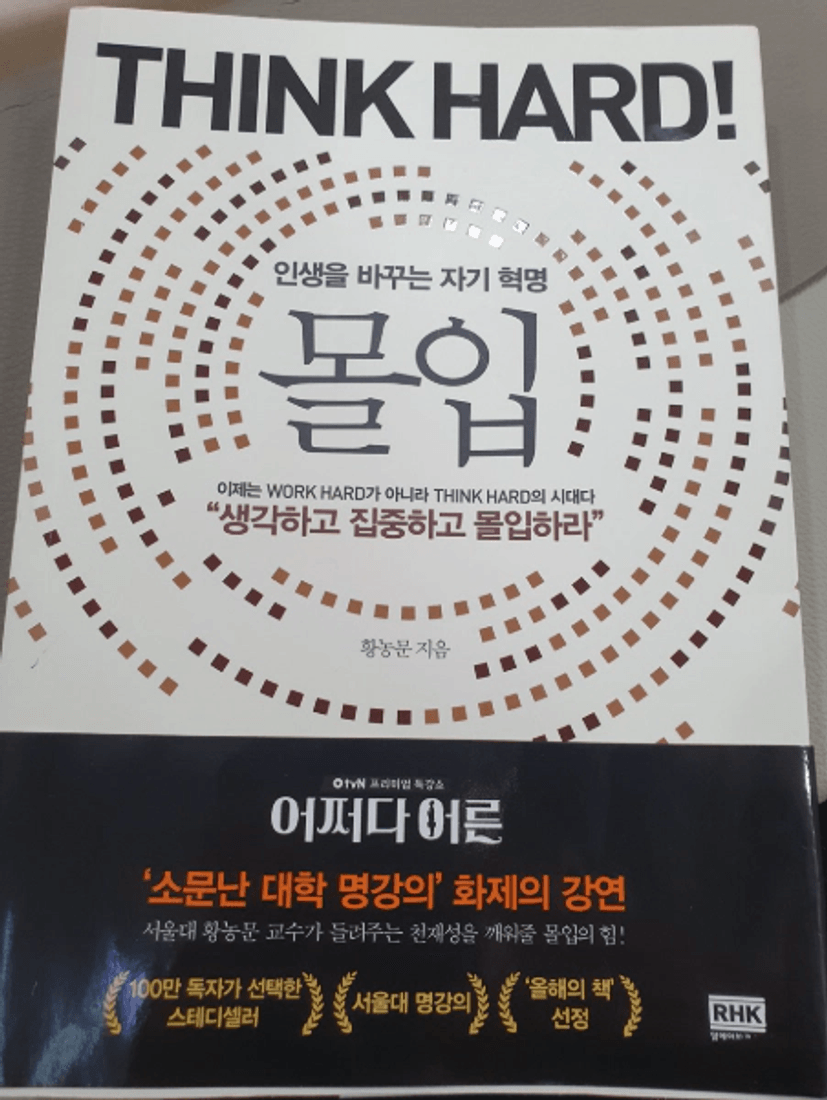 THINK HARD!
인생을 바꾸는 자기 혁명
몰입
이제는 WORK HARD가 아니라 THINK HARD의 시대다
“생각하고 집중하고 몰입하라”
황농문 지음
OtvN 프리미엄 특강쇼
어쩌다 어른
‘소문난 대학 명강의’ 화제의 강연
서울대 황농문 교수가 들려주는 천재성을 깨워줄 몰입의 힘!
100만 독자가 선택한
스테디셀러
서울대 명강의
‘올해의 책’
선정
RHK